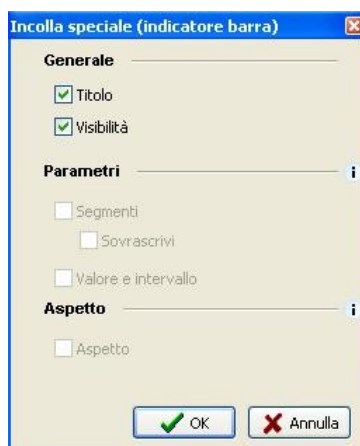 Incolla speciale (indicatore barra)
Generale
Titolo
Visibilità
Parametri
Segmenti
Sovrascrivi
Valore e intervallo
Aspetto
Aspetto
OK Annulla